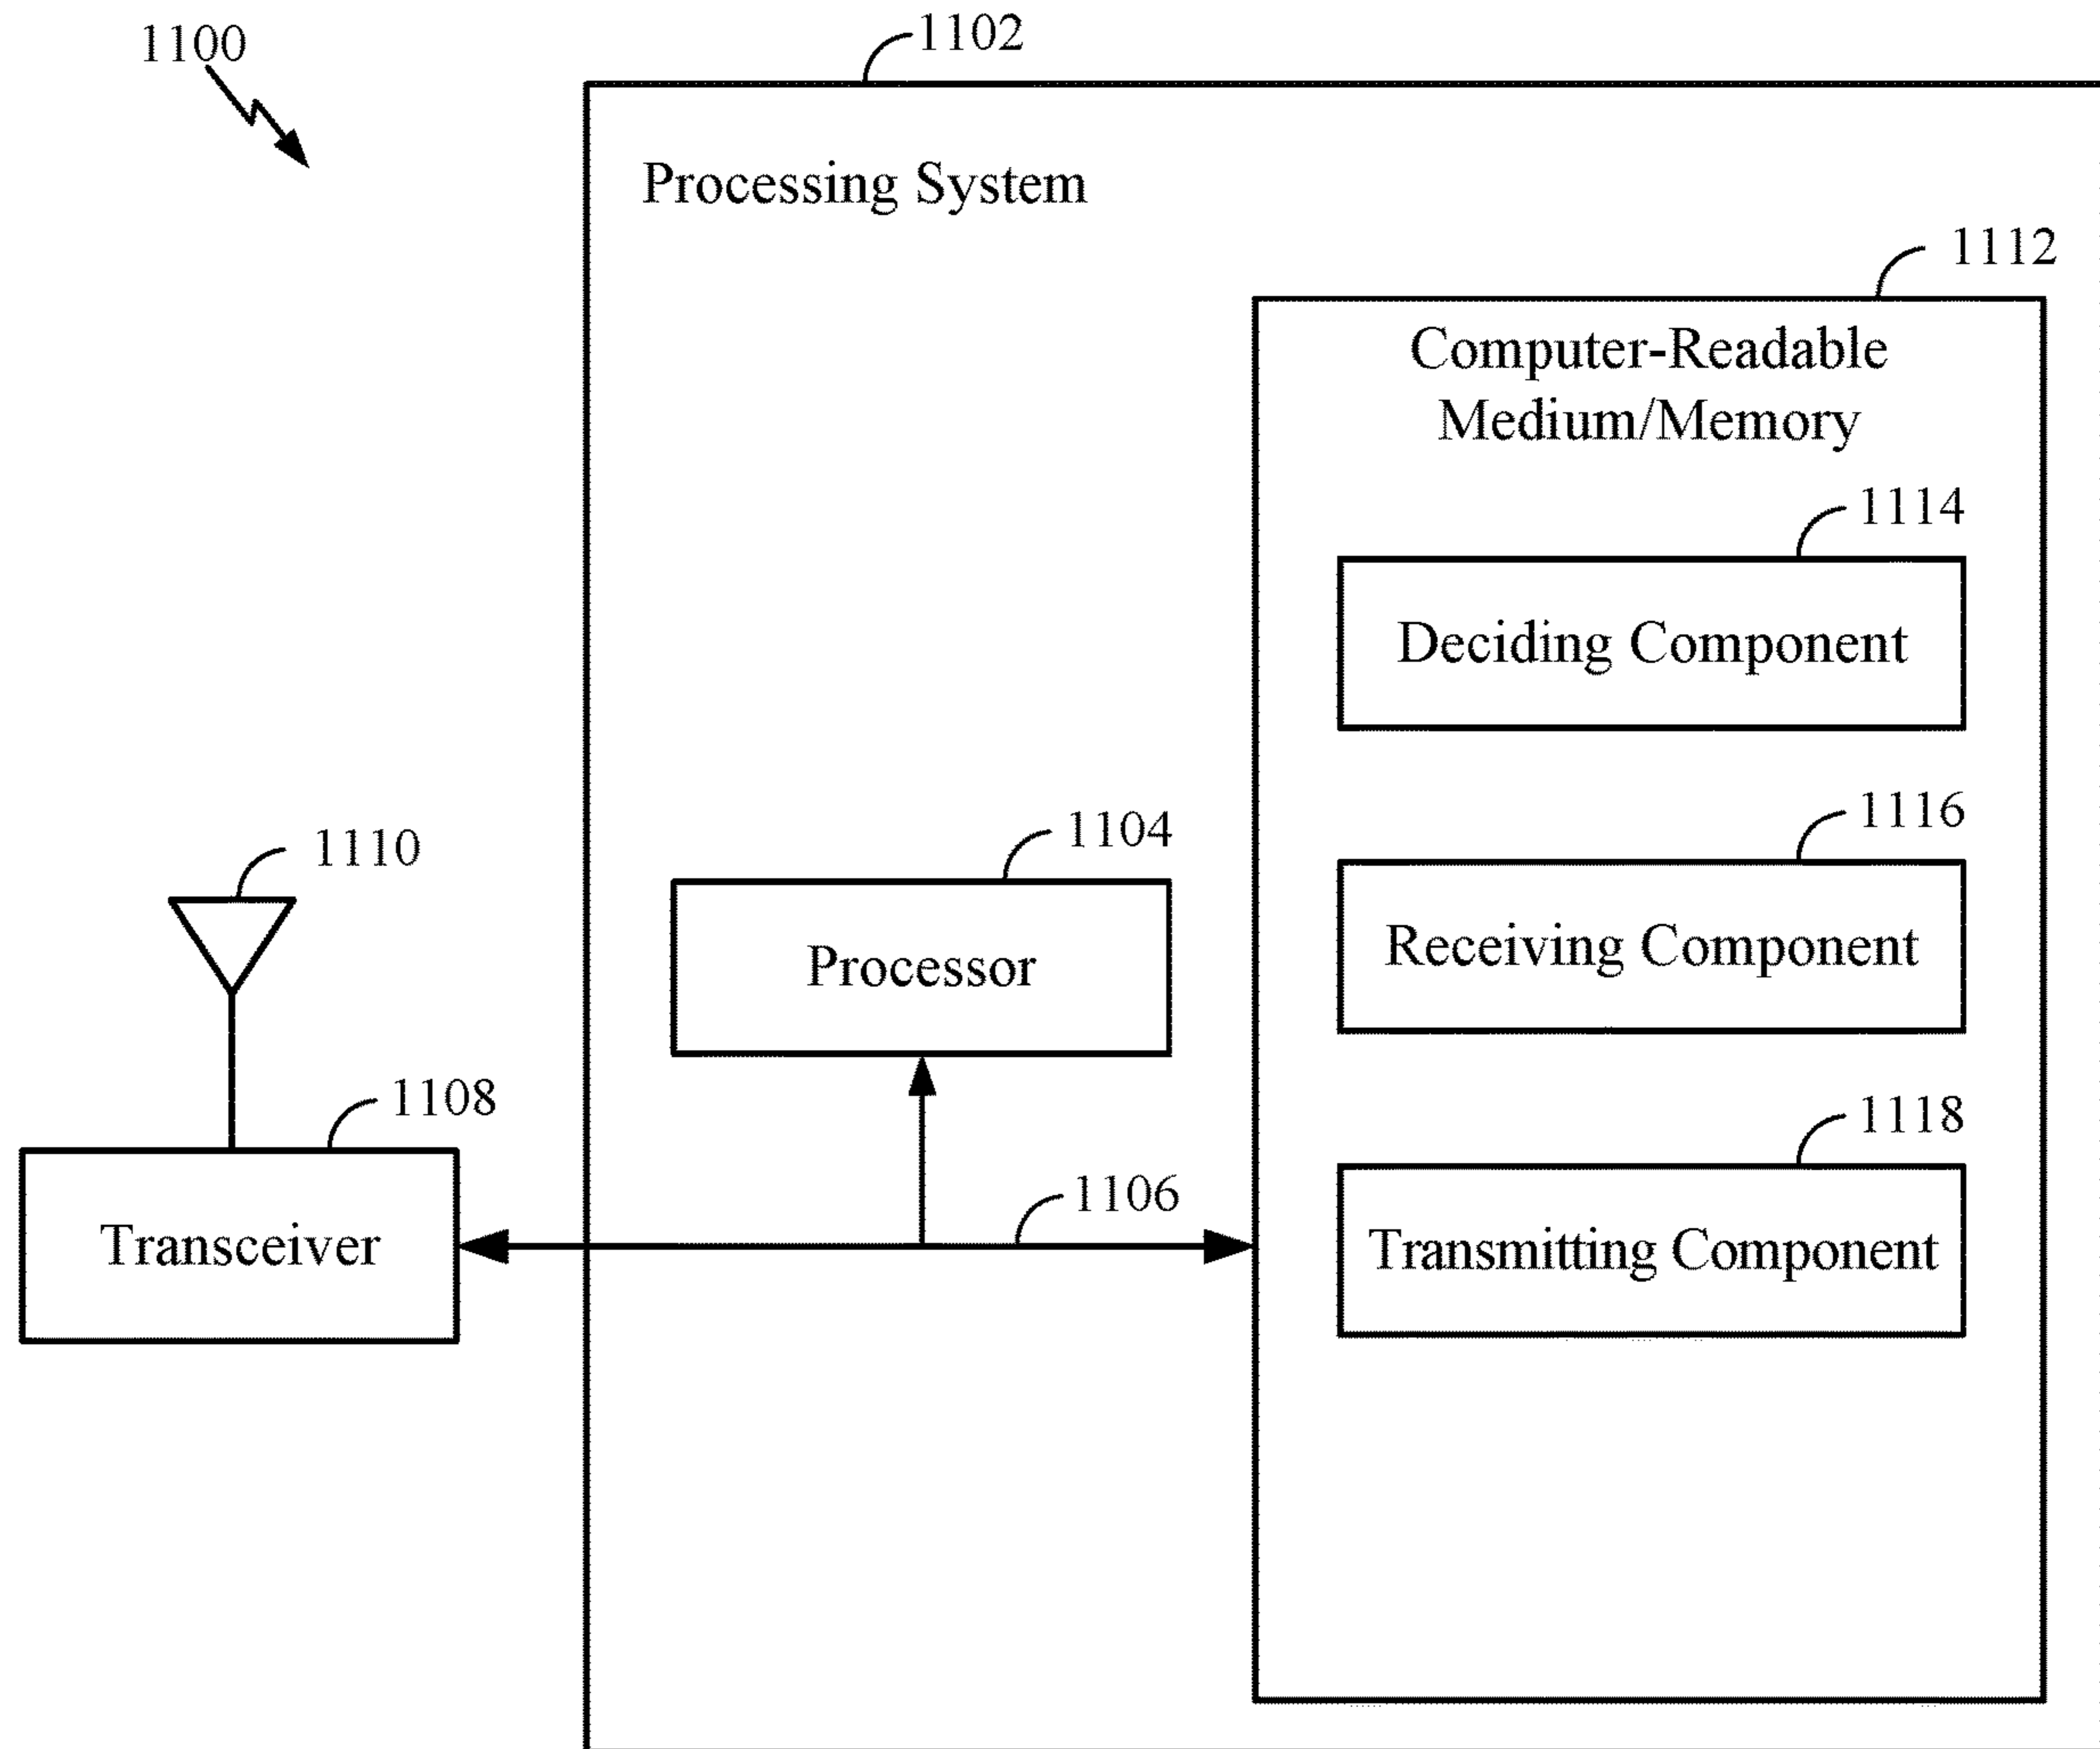 1100
1102
Processing System
1112
Computer-Readable
Medium/Memory
1114
Deciding Component
1104
1116
1110
Processor
Receiving Component
1108
1106
1118
Transceiver
Transmitting Component